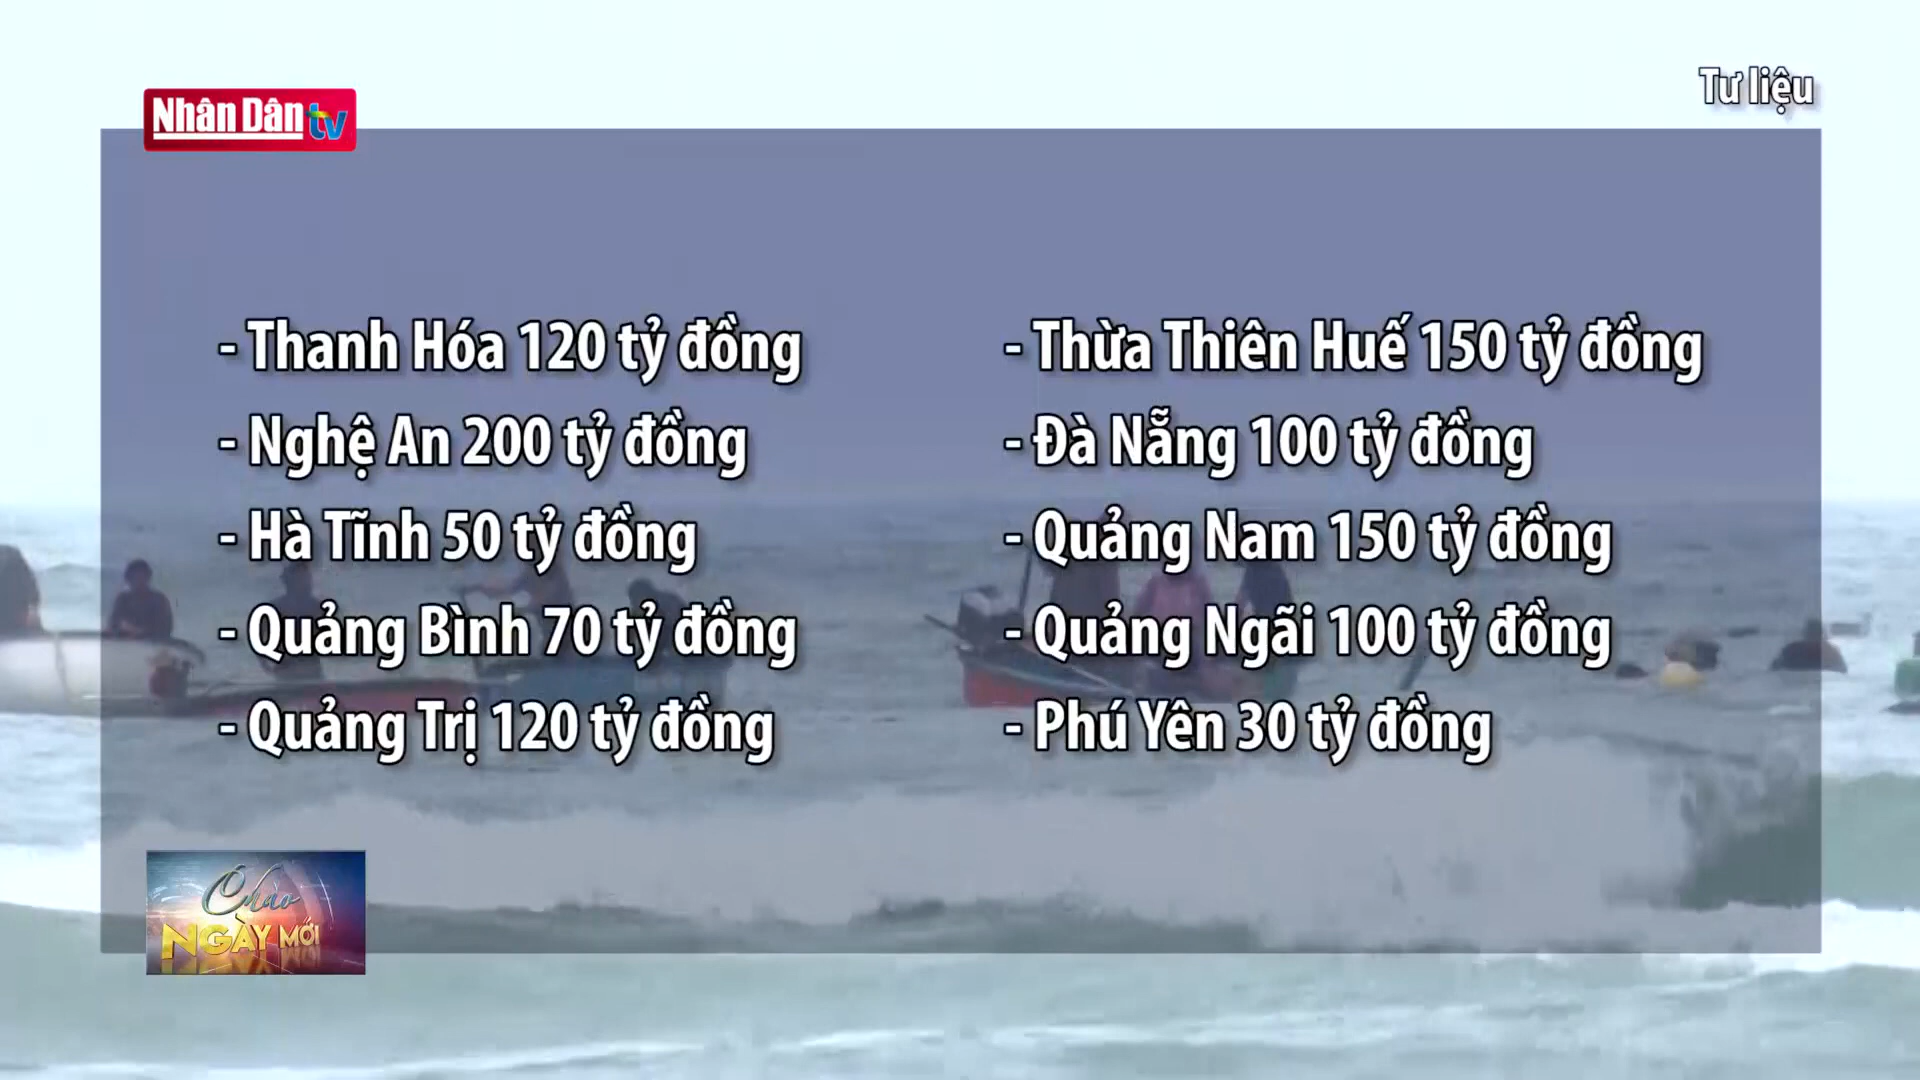 Nhân Dân tv
Tư liệu
- Thanh Hóa 120 tỷ đồng
- Nghệ An 200 tỷ đồng
- Hà Tĩnh 50 tỷ đồng
- Quảng Bình 70 tỷ đồng
- Quảng Trị 120 tỷ đồng
- Thừa Thiên Huế 150 tỷ đồng
- Đà Nẵng 100 tỷ đồng
- Quảng Nam 150 tỷ đồng
- Quảng Ngãi 100 tỷ đồng
- Phú Yên 30 tỷ đồng
Chào
NGÀY MỚI